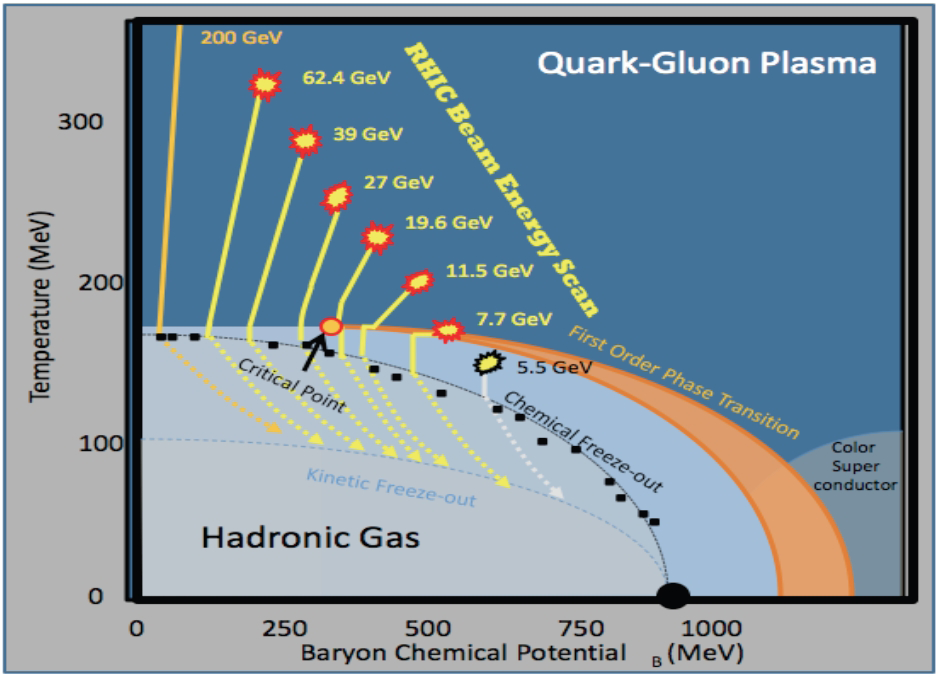 200 GeV
Quark-Gluon Plasma
62.4 GeV
RHIC Beam Energy Scan
300
39 GeV
27 GeV
19.6 GeV
11.5 GeV
200
7.7 GeV
First Order Phase Transition
5.5 GeV
Critical Point
Chemical Freeze-out
100
Color
Super
conductor
Kinetic Freeze-out
Hadronic Gas
0
Temperature (MeV)
0 250 500 750 1000
Baryon Chemical Potential B (MeV)